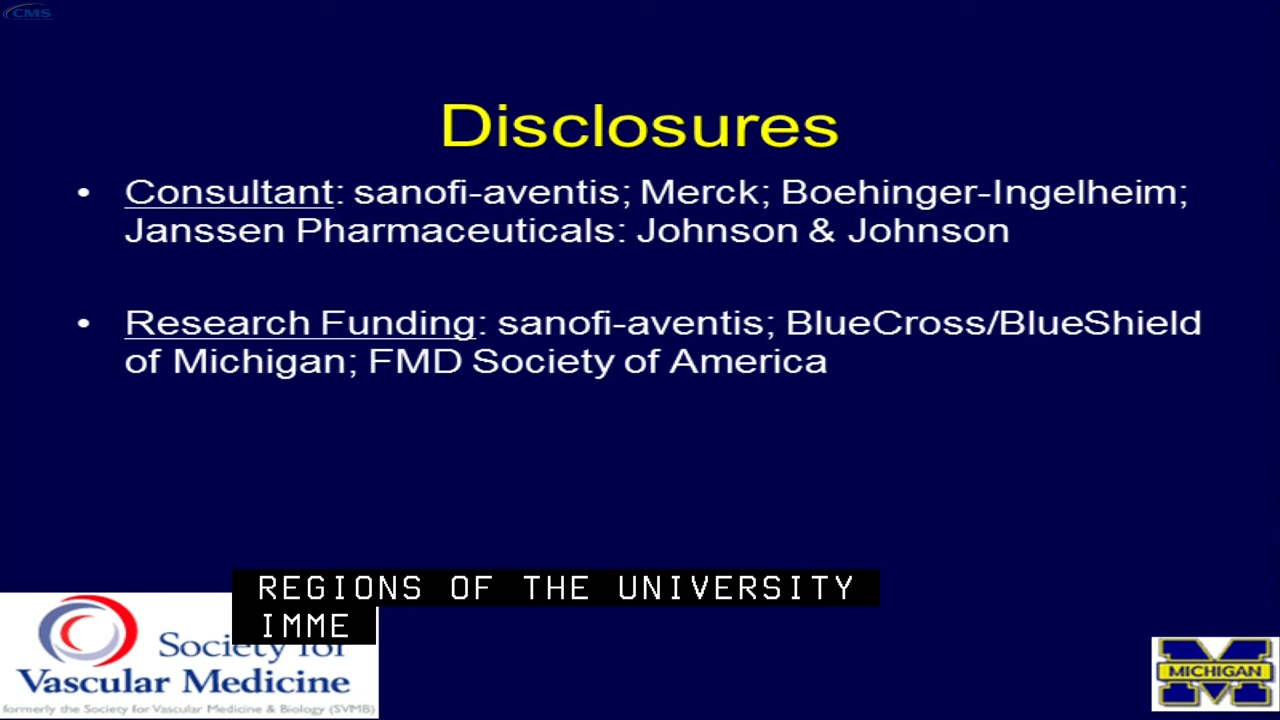 CMS
Disclosures
• Consultant: sanofi-aventis; Merck; Boehinger-Ingelheim;
Janssen Pharmaceuticals: Johnson & Johnson
• Research Funding: sanofi-aventis; BlueCross/BlueShield
of Michigan; FMD Society of America
REGIONS OF THE UNIVERSITY
IMME
Society for
Vascular Medicine
formerly the Society for Vascular Medicine & Biology (SVMB)
MICHIGAN